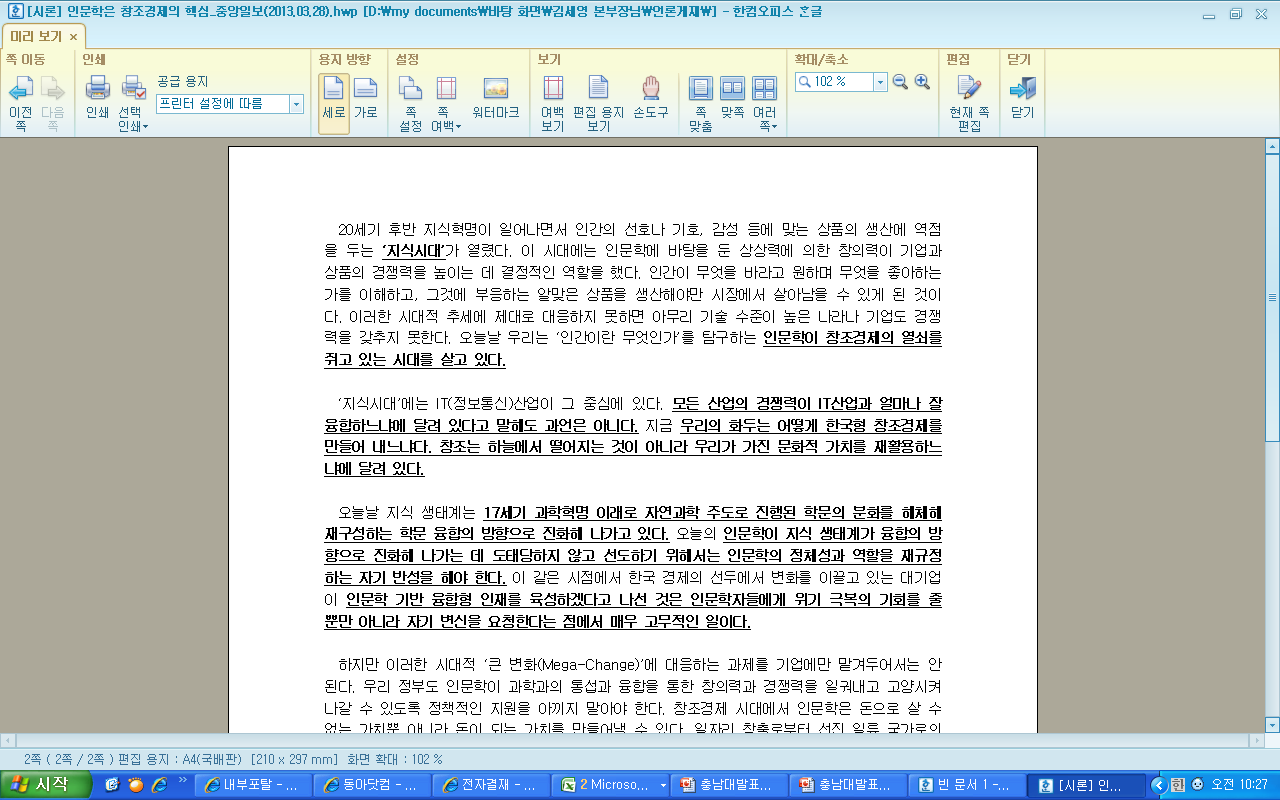 [시론] 인문학은 창조경제의 핵심_중앙일보(2013,03,28),hwp [D:₩my documents₩바탕 화면₩김세영 본부장님₩언론게재₩] - 한컴오피스 흔글
미리 보기 ×
쪽 이동 인쇄 용지 방향 설정 보기 확대/축소 편집 닫기
이전 쪽 다음 쪽 인쇄 선택 인쇄 공급 용지 프린터 설정에 따름 세로 가로 쪽 설정 쪽 여백 워터마크 여백 보기 편집 용지 보기 손도구 쪽 맞춤 맞쪽 여러 쪽 102 % 현재 쪽 편집 닫기
20세기 후반 지식혁명이 일어나면서 인간의 선호나 기호, 감성 등에 맞는 상품의 생산에 역점
을 두는 ‘지식시대’가 열렸다. 이 시대에는 인문학에 바탕을 둔 상상력에 의한 창의력이 기업과
상품의 경쟁력을 높이는 데 결정적인 역할을 했다. 인간이 무엇을 바라고 원하며 무엇을 좋아하는
가를 이해하고, 그것에 부응하는 알맞은 상품을 생산해야만 시장에서 살아남을 수 있게 된 것이
다. 이러한 시대적 추세에 제대로 대응하지 못하면 아무리 기술 수준이 높은 나라나 기업도 경쟁
력을 갖추지 못한다. 오늘날 우리는 ‘인간이란 무엇인가’를 탐구하는 인문학이 창조경제의 열쇠를
쥐고 있는 시대를 살고 있다.
‘지식시대’에는 IT(정보통신)산업이 그 중심에 있다. 모든 산업의 경쟁력이 IT산업과 얼마나 잘
융합하느냐에 달려 있다고 말해도 과언은 아니다. 지금 우리의 화두는 어떻게 한국형 창조경제를
만들어 내느냐다. 창조는 하늘에서 떨어지는 것이 아니라 우리가 가진 문화적 가치를 재활용하느
냐에 달려 있다.
오늘날 지식 생태계는 17세기 과학혁명 이래로 자연과학 주도로 진행된 학문의 분화를 해체해
재구성하는 학문 융합의 방향으로 진화해 나가고 있다. 오늘의 인문학이 지식 생태계가 융합의 방
향으로 진화해 나가는 데 도태당하지 않고 선도하기 위해서는 인문학의 정체성과 역할을 재규정
하는 자기 반성을 해야 한다. 이 같은 시점에서 한국 경제의 선두에서 변화를 이끌고 있는 대기업
이 인문학 기반 융합형 인재를 육성하겠다고 나선 것은 인문학자들에게 위기 극복의 기회를 줄
뿐만 아니라 자기 변신을 요청한다는 점에서 매우 고무적인 일이다.
하지만 이러한 시대적 ‘큰 변화(Mega-Change)’에 대응하는 과제를 기업에만 맡겨두어서는 안
된다. 우리 정부도 인문학이 과학과의 통섭과 융합을 통한 창의력과 경쟁력을 일궈내고 고양시켜
나갈 수 있도록 정책적인 지원을 아끼지 말아야 한다. 창조경제 시대에서 인문학은 돈으로 살 수
없는 가치뿐 아니라 돈이 되는 가치를 만들어낼 수 있다. 일자리 창출로부터 선진 일류 국가로의
2쪽 ( 2쪽 / 2쪽 ) 편집 용지 : A4(국배판) [210 x 297 mm] 화면 확대 : 102 %
시작 내부포탈 - ... 동아닷컴 - ... 전자결재 - ... 2 Microso... 충남대발표... 충남대발표... 빈 문서 1 -... [시론] 인... 한 오전 10:27